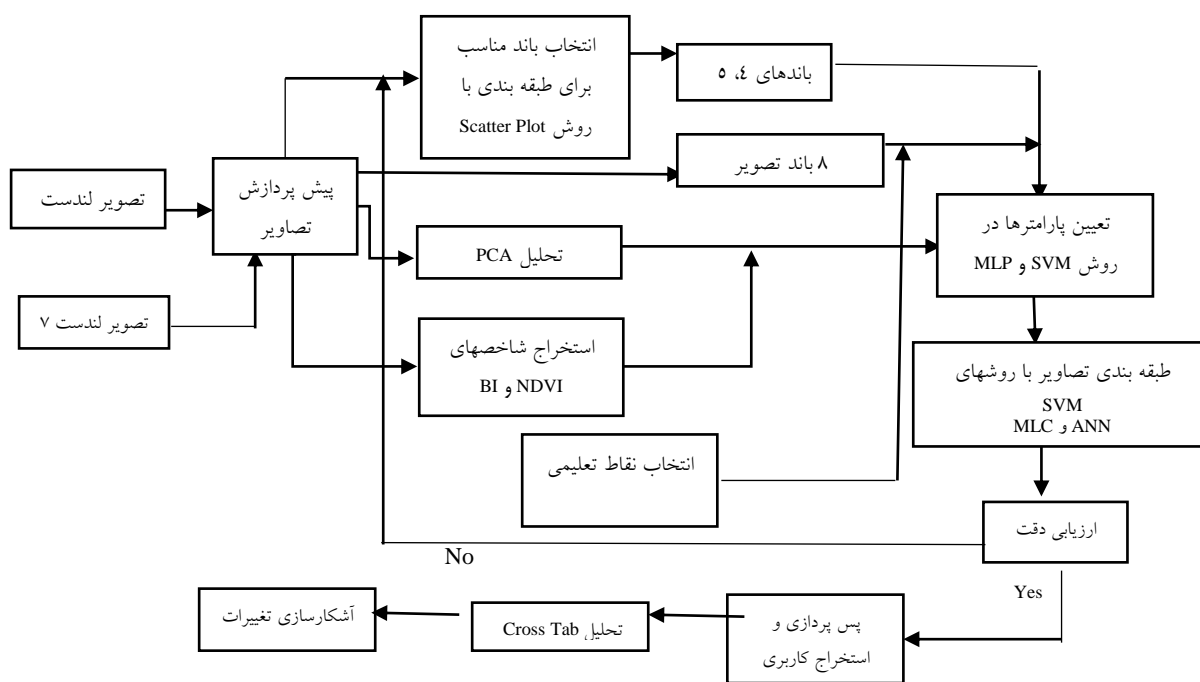 انتخاب باند مناسب
برای طبقه بندی با
روش Scatter Plot
باندهای ٤، ٥
٨ باند تصویر
تصویر لندست
پیش پردازش
تصاویر
تعیین پارامترها در
روش SVM و MLP
تحلیل PCA
تصویر لندست ٧
استخراج شاخصهای
NDVI و BI
طبقه بندی تصاویر با روشهای
SVM
ANN و MLC
انتخاب نقاط تعلیمی
ارزیابی دقت
No
Yes
پس پردازی و
استخراج کاربری
تحلیل Cross Tab
آشکارسازی تغییرات